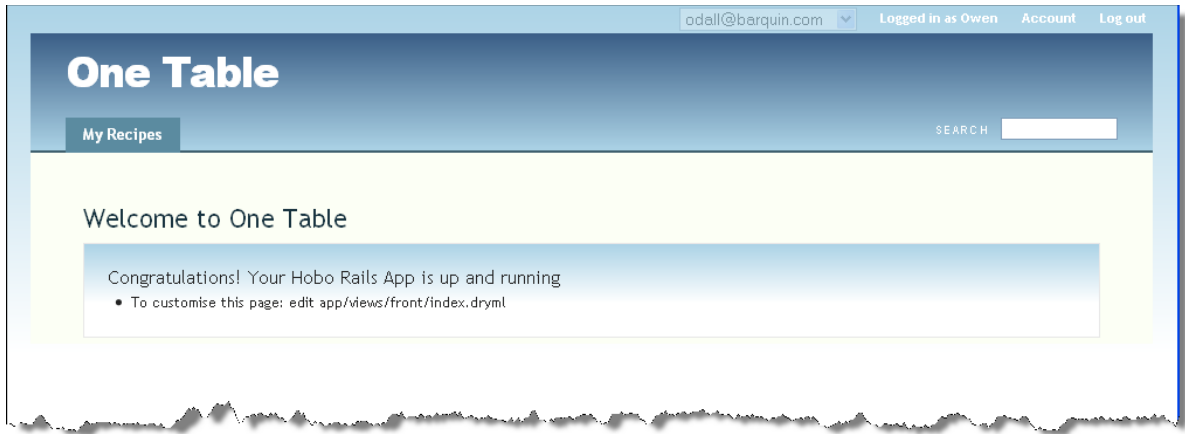 odall@barquin.com Logged in as Owen Account Log out
One Table
My Recipes SEARCH
Welcome to One Table
Congratulations! Your Hobo Rails App is up and running
• To customise this page: edit app/views/front/index.dryml